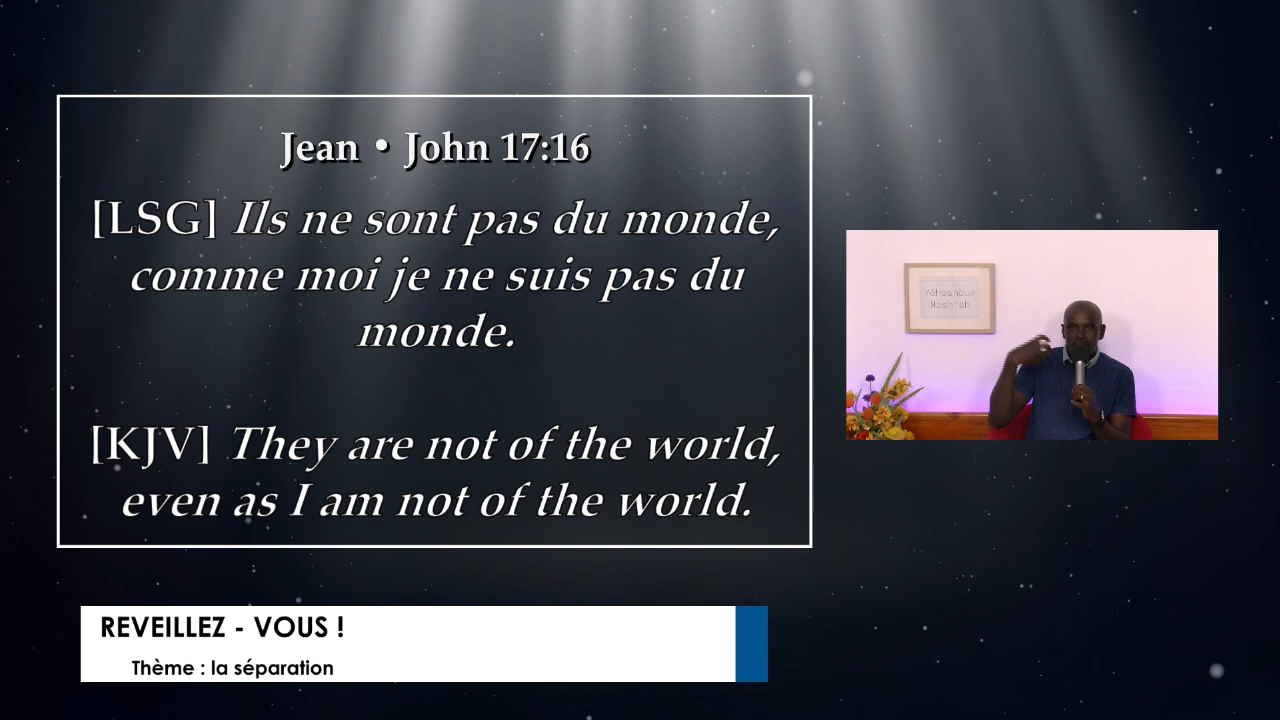 Jean • John 17:16
[LSG] Ils ne sont pas du monde,
comme moi je ne suis pas du
monde.
[KJV] They are not of the world,
even as I am not of the world.
Yéhoshoua
Mashiah
REVEILLEZ - VOUS !
Thème : la séparation